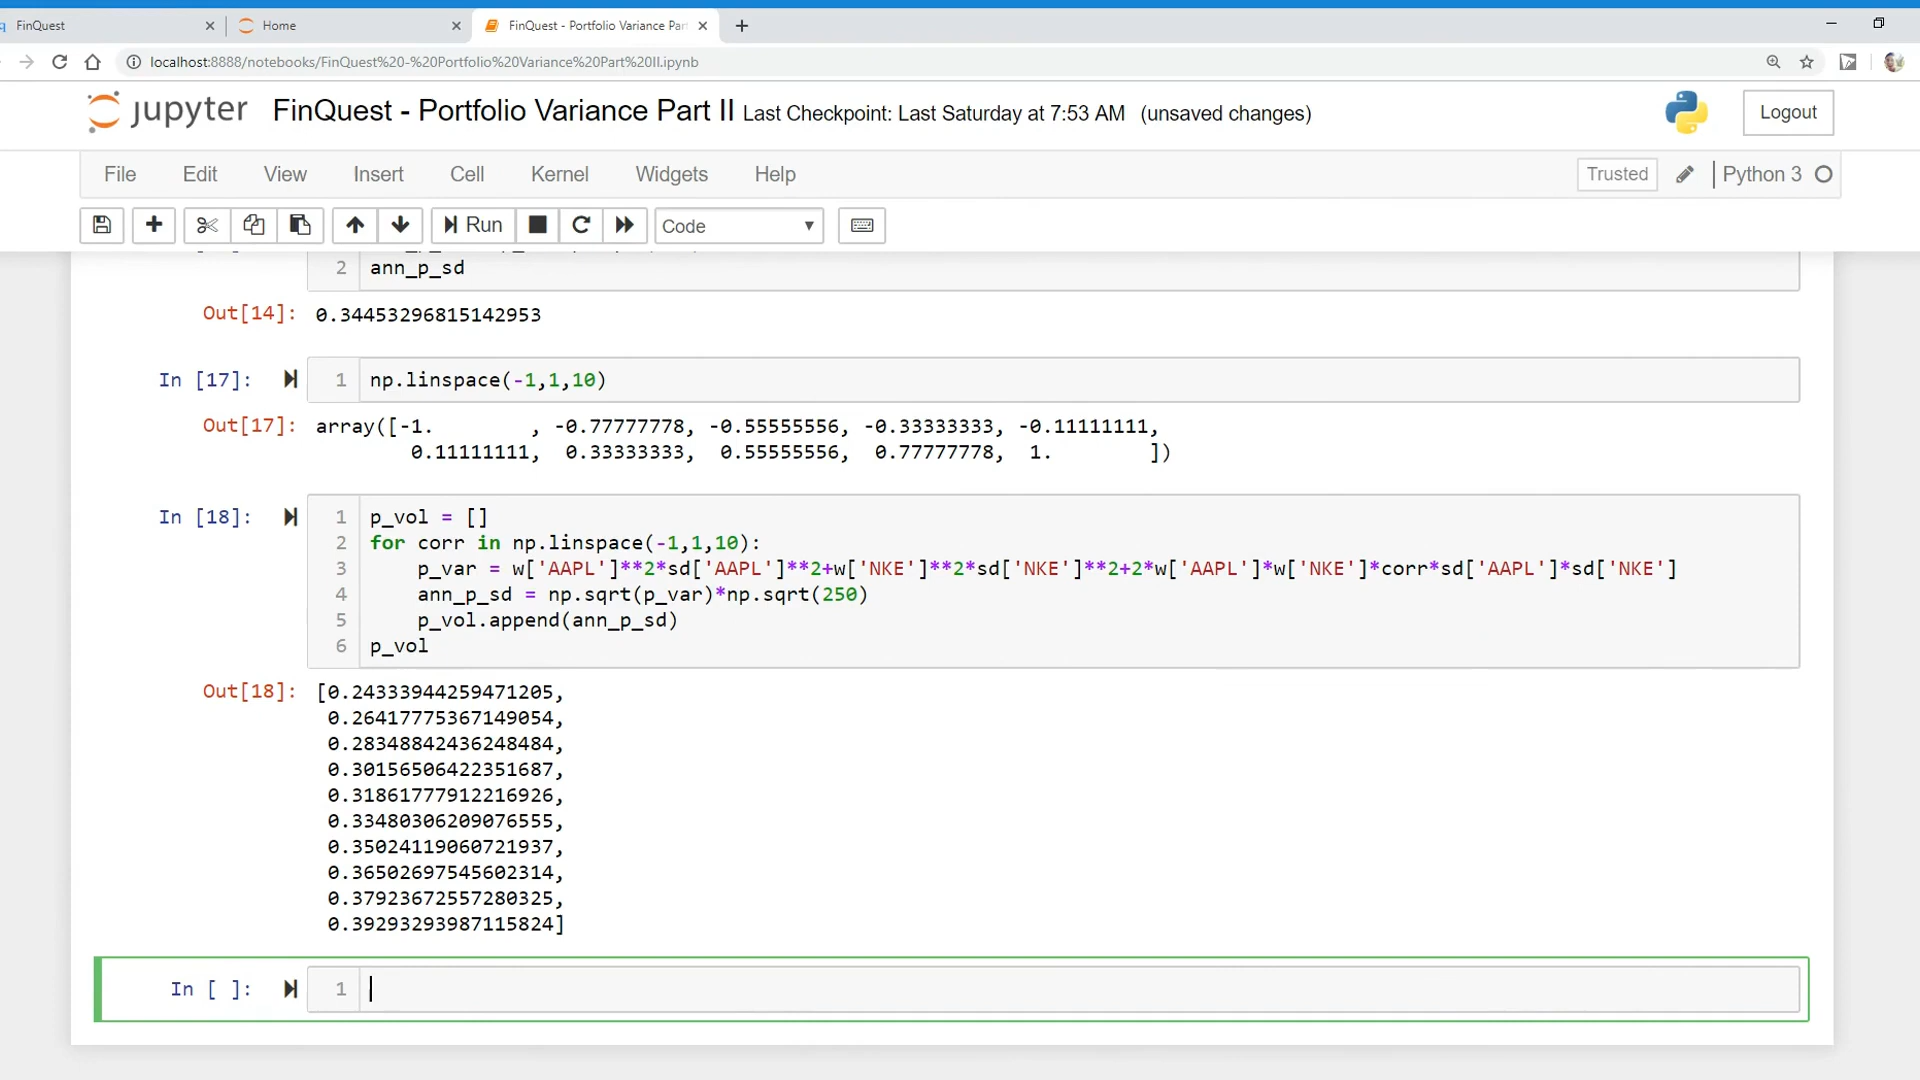 FinQuest
Home
FinQuest - Portfolio Variance Par
localhost:8888/notebooks/FinQuest%20-%20Portfolio%20Variance%20Part%20II.ipynb
jupyter FinQuest - Portfolio Variance Part II Last Checkpoint: Last Saturday at 7:53 AM (unsaved changes)
Logout
File Edit View Insert Cell Kernel Widgets Help
Trusted Python 3
Run Code
2 ann_p_sd
Out[14]: 0.34453296815142953
In [17]: 1 np.linspace(-1,1,10)
Out[17]: array([-1.        , -0.77777778, -0.55555556, -0.33333333, -0.11111111,
0.11111111,  0.33333333,  0.55555556,  0.77777778,  1.        ])
In [18]: 1 p_vol = []
2 for corr in np.linspace(-1,1,10):
3     p_var = w['AAPL']**2*sd['AAPL']**2+w['NKE']**2*sd['NKE']**2+2*w['AAPL']*w['NKE']*corr*sd['AAPL']*sd['NKE']
4     ann_p_sd = np.sqrt(p_var)*np.sqrt(250)
5     p_vol.append(ann_p_sd)
6 p_vol
Out[18]: [0.24333944259471205,
0.26417775367149054,
0.28348842436248484,
0.30156506422351687,
0.31861777912216926,
0.33480306209076555,
0.35024119060721937,
0.36502697545602314,
0.37923672557280325,
0.39293293987115824]
In [ ]: 1